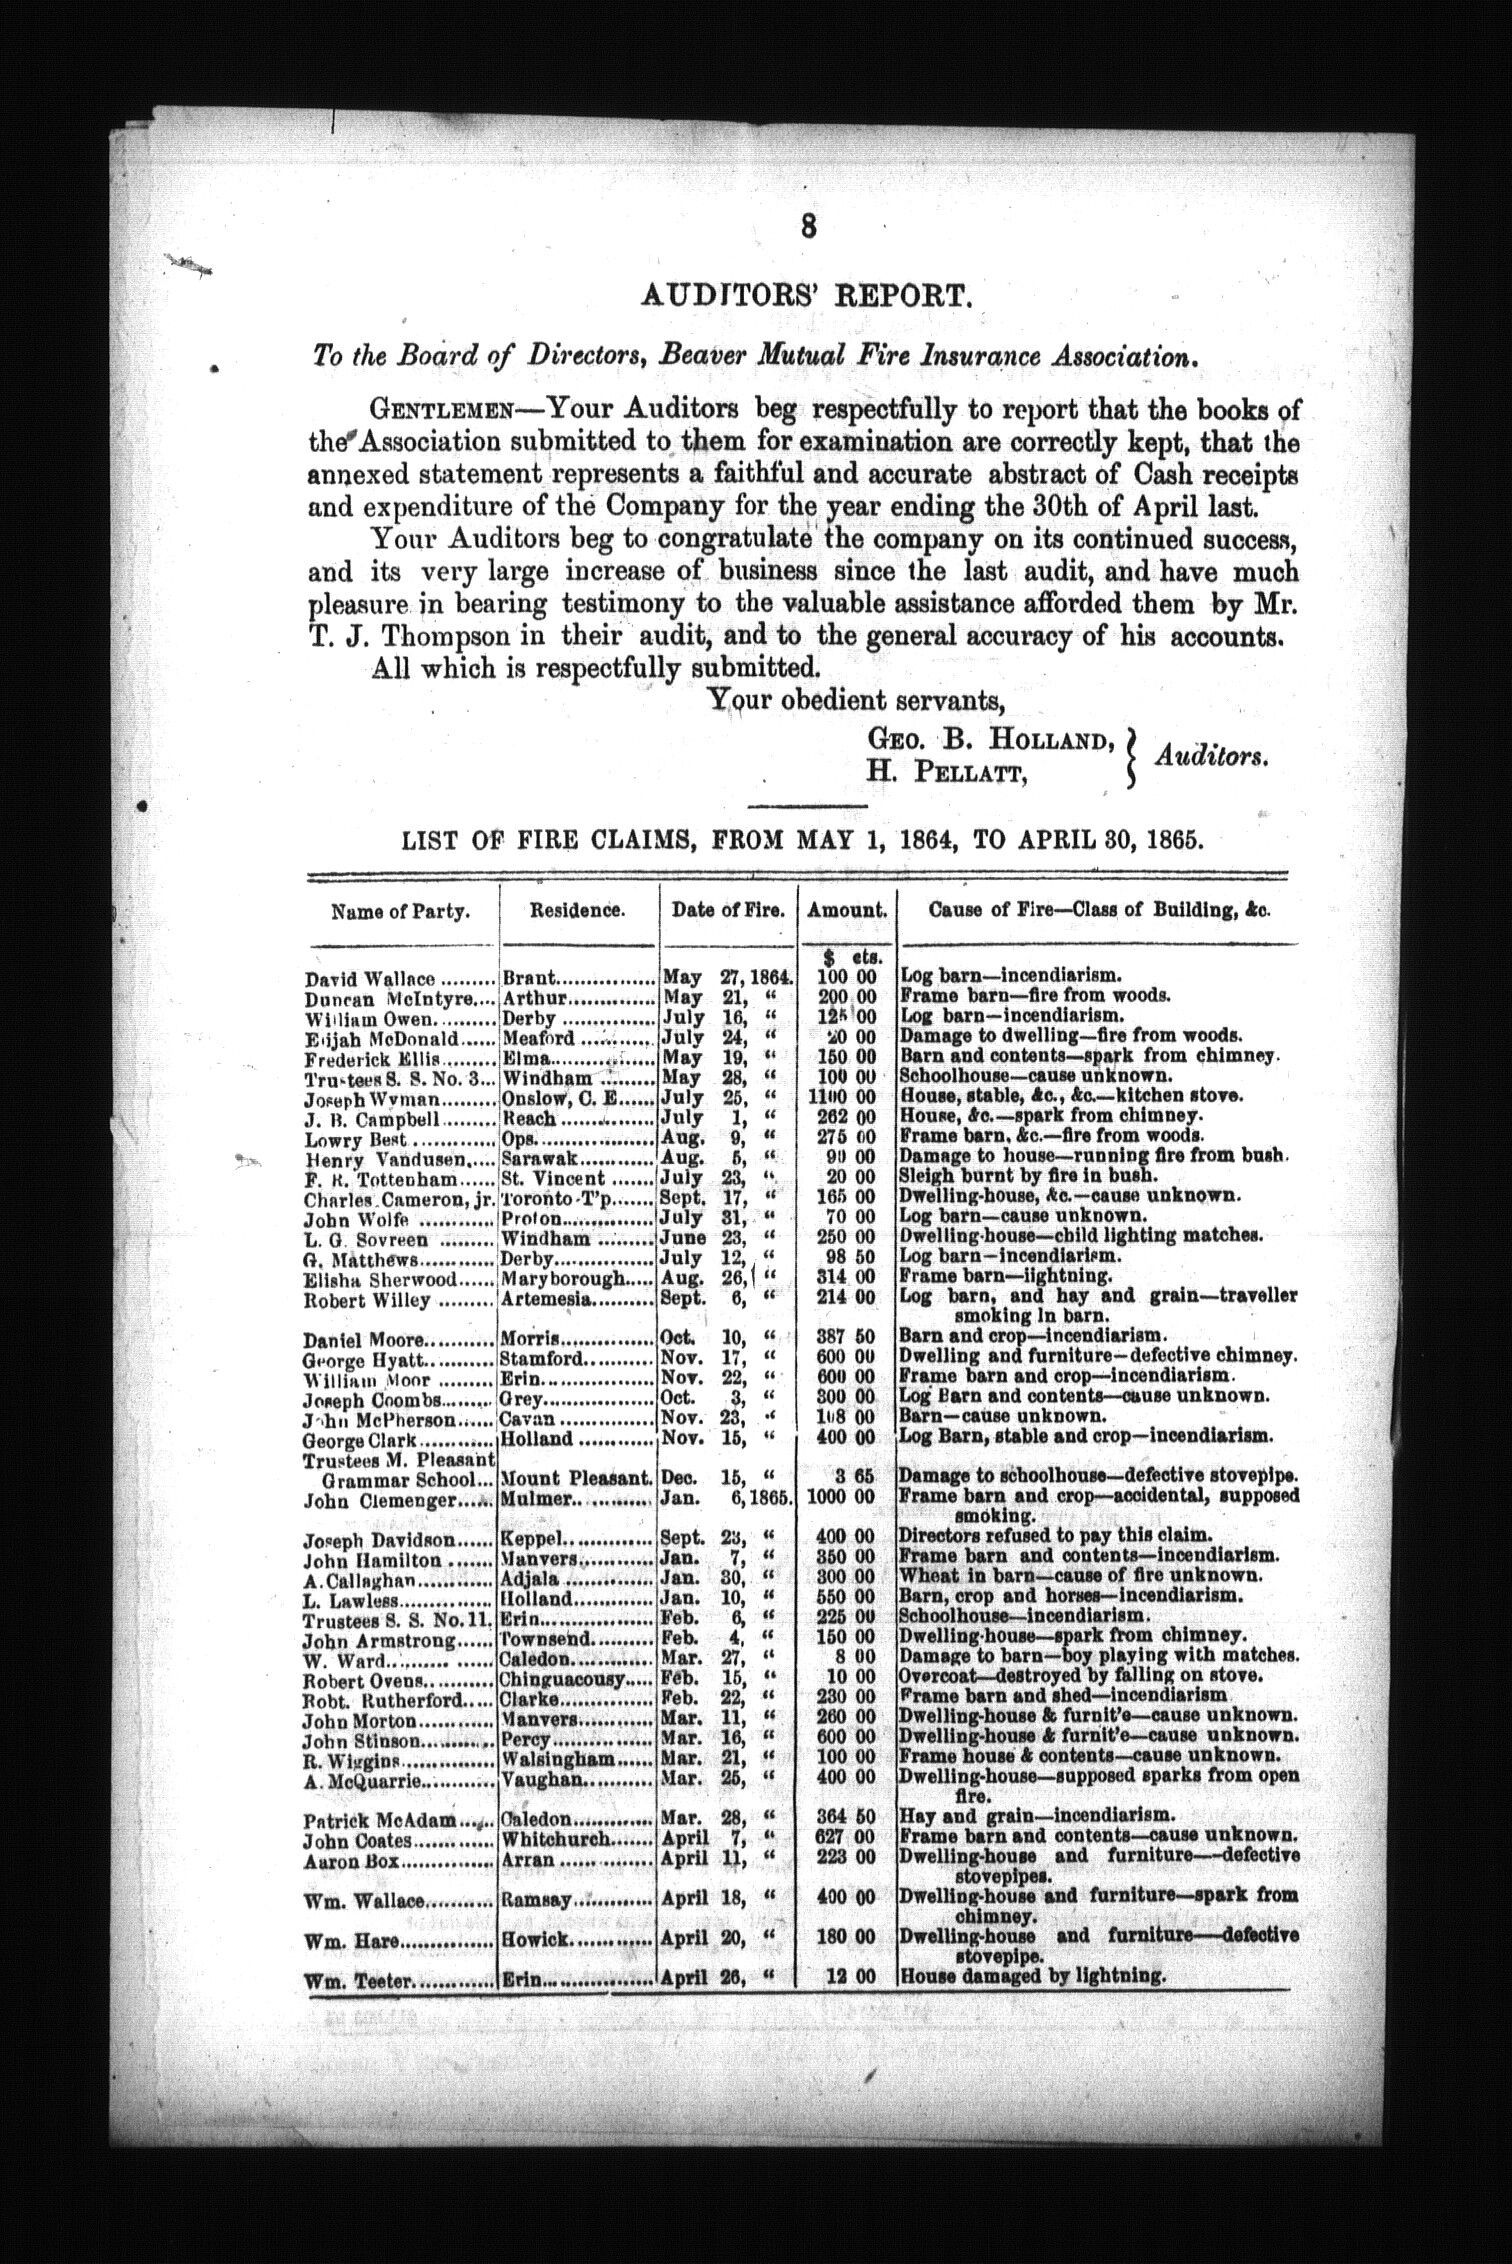 8
AUDITORS' REPORT.
To the Board of Directors, Beaver Mutual Fire Insurance Association.
GENTLEMEN—Your Auditors beg respectfully to report that the books of
the Association submitted to them for examination are correctly kept, that the
annexed statement represents a faithful and accurate abstract of Cash receipts
and expenditure of the Company for the year ending the 30th of April last.
Your Auditors beg to congratulate the company on its continued success,
and its very large increase of business since the last audit, and have much
pleasure in bearing testimony to the valuable assistance afforded them by Mr.
T. J. Thompson in their audit, and to the general accuracy of his accounts.
All which is respectfully submitted.
Your obedient servants,
GEO. B. HOLLAND, } Auditors.
H. PELLATT,
LIST OF FIRE CLAIMS, FROM MAY 1, 1864, TO APRIL 30, 1865.
Name of Party. Residence. Date of Fire. Amount. Cause of Fire—Class of Building, &c.
$ cts.
David Wallace ......... Brant............... May 27, 1864. 100 00 Log barn—incendiarism.
Duncan McIntyre.... Arthur.............. May 21, “ 200 00 Frame barn—fire from woods.
William Owen.......... Derby ............... July 16, “ 125 00 Log barn—incendiarism.
Elijah McDonald...... Meaford ............ July 24, “ 20 00 Damage to dwelling—fire from woods.
Frederick Ellis......... Elma................. May 19, “ 150 00 Barn and contents—spark from chimney.
Trustees S. S. No. 3... Windham ......... May 28, “ 100 00 Schoolhouse—cause unknown.
Joseph Wyman......... Onslow, C. E...... July 25, “ 1100 00 House, stable, &c., &c.—kitchen stove.
J. R. Campbell......... Reach ............... July 1, “ 262 00 House, &c.—spark from chimney.
Lowry Best ............. Ops................... Aug. 9, “ 275 00 Frame barn, &c.—fire from woods.
Henry Vandusen,.... Sarawak............ Aug. 5, “ 90 00 Damage to house—running fire from bush.
F. R. Tottenham...... St. Vincent ....... July 23, “ 20 00 Sleigh burnt by fire in bush.
Charles Cameron, jr. Toronto T'p....... Sept. 17, “ 165 00 Dwelling-house, &c.—cause unknown.
John Wolfe ............ Proton............... July 31, “ 70 00 Log barn—cause unknown.
L. G. Sovreen ......... Windham ......... June 23, “ 250 00 Dwelling-house—child lighting matches.
G. Matthews............ Derby................ July 12, “ 98 50 Log barn—incendiarism.
Elisha Sherwood...... Maryborough..... Aug. 26, “ 314 00 Frame barn—lightning.
Robert Willey ......... Artemesia.......... Sept. 6, “ 214 00 Log barn, and hay and grain—traveller
smoking in barn.
Daniel Moore........... Morris............... Oct. 10, “ 387 50 Barn and crop—incendiarism.
George Hyatt........... Stamford........... Nov. 17, “ 600 00 Dwelling and furniture—defective chimney.
William Moor ......... Erin.................. Nov. 22, “ 600 00 Frame barn and crop—incendiarism.
Joseph Coombs........ Grey.................. Oct. 3, “ 300 00 Log Barn and contents—cause unknown.
John McPherson...... Cavan ............... Nov. 23, “ 108 00 Barn—cause unknown.
George Clark............ Holland ............ Nov. 15, “ 400 00 Log Barn, stable and crop—incendiarism.
Trustees M. Pleasant
Grammar School... Mount Pleasant. Dec. 15, “ 3 65 Damage to schoolhouse—defective stovepipe.
John Clemenger...... Mulmer............. Jan. 6, 1865. 1000 00 Frame barn and crop—accidental, supposed
smoking.
Joseph Davidson...... Keppel.............. Sept. 23, “ 400 00 Directors refused to pay this claim.
John Hamilton ....... Manvers............ Jan. 7, “ 350 00 Frame barn and contents—incendiarism.
A. Callaghan............ Adjala .............. Jan. 30, “ 300 00 Wheat in barn—cause of fire unknown.
L. Lawless............... Holland............. Jan. 10, “ 550 00 Barn, crop and horses—incendiarism.
Trustees S. S. No. 11. Erin.................. Feb. 6, “ 225 00 Schoolhouse—incendiarism.
John Armstrong...... Townsend.......... Feb. 4, “ 150 00 Dwelling-house—spark from chimney.
W. Ward................. Caledon............. Mar. 27, “ 8 00 Damage to barn—boy playing with matches.
Robert Ovens........... Chinguacousy..... Feb. 15, “ 10 00 Overcoat—destroyed by falling on stove.
Robt. Rutherford..... Clarke............... Feb. 22, “ 230 00 Frame barn and shed—incendiarism
John Morton............ Manvers............ Mar. 11, “ 260 00 Dwelling-house & furnit'e—cause unknown.
John Stinson............ Percy................ Mar. 16, “ 600 00 Dwelling-house & furnit'e—cause unknown.
R. Wiggins............... Walsingham...... Mar. 21, “ 100 00 Frame house & contents—cause unknown.
A. McQuarrie............ Vaughan........... Mar. 25, “ 400 00 Dwelling-house—supposed sparks from open
fire.
Patrick McAdam...... Caledon............. Mar. 28, “ 364 50 Hay and grain—incendiarism.
John Coates............. Whitchurch....... April 7, “ 627 00 Frame barn and contents—cause unknown.
Aaron Box............... Arran ............... April 11, “ 223 00 Dwelling-house and furniture—defective
stovepipes.
Wm. Wallace........... Ramsay............. April 18, “ 400 00 Dwelling-house and furniture—spark from
chimney.
Wm. Hare............... Howick............. April 20, “ 180 00 Dwelling-house and furniture—defective
stovepipe.
Wm. Teeter............. Erin.................. April 26, “ 12 00 House damaged by lightning.